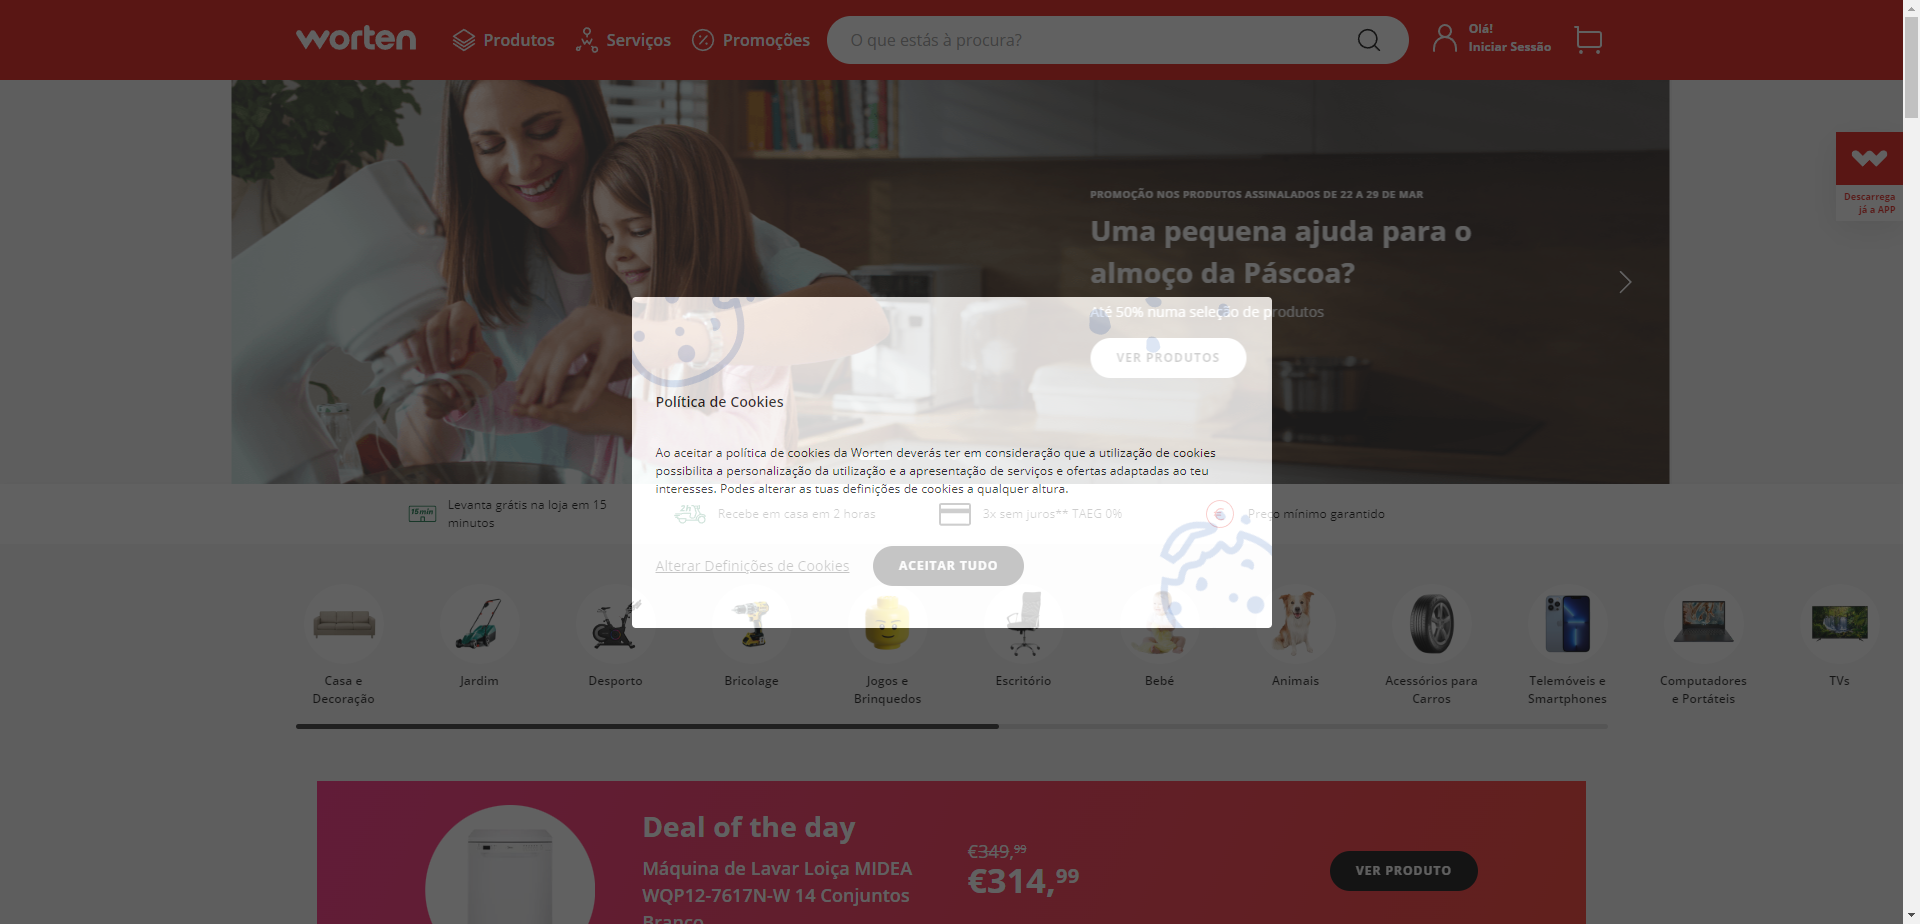 worten
Produtos
Serviços
Promoções
O que estás à procura?
Olá!
Iniciar Sessão
Descarrega
já a APP
PROMOÇÃO NOS PRODUTOS ASSINALADOS DE 22 A 29 DE MAR
Uma pequena ajuda para o
almoço da Páscoa?
Até 50% numa seleção de produtos
VER PRODUTOS
Política de Cookies
Ao aceitar a política de cookies da Worten deverás ter em consideração que a utilização de cookies
possibilita a personalização da utilização e a apresentação de serviços e ofertas adaptadas ao teu
interesses. Podes alterar as tuas definições de cookies a qualquer altura.
15min
Levanta grátis na loja em 15
minutos
2h
Recebe em casa em 2 horas
3x sem juros** TAEG 0%
€
Preço mínimo garantido
Alterar Definições de Cookies
ACEITAR TUDO
Casa e
Decoração
Jardim
Desporto
Bricolage
Jogos e
Brinquedos
Escritório
Bebé
Animais
Acessórios para
Carros
Telemóveis e
Smartphones
Computadores
e Portáteis
TVs
Deal of the day
Máquina de Lavar Loiça MIDEA
WQP12-7617N-W 14 Conjuntos
Branco
€349,99
€314,99
VER PRODUTO